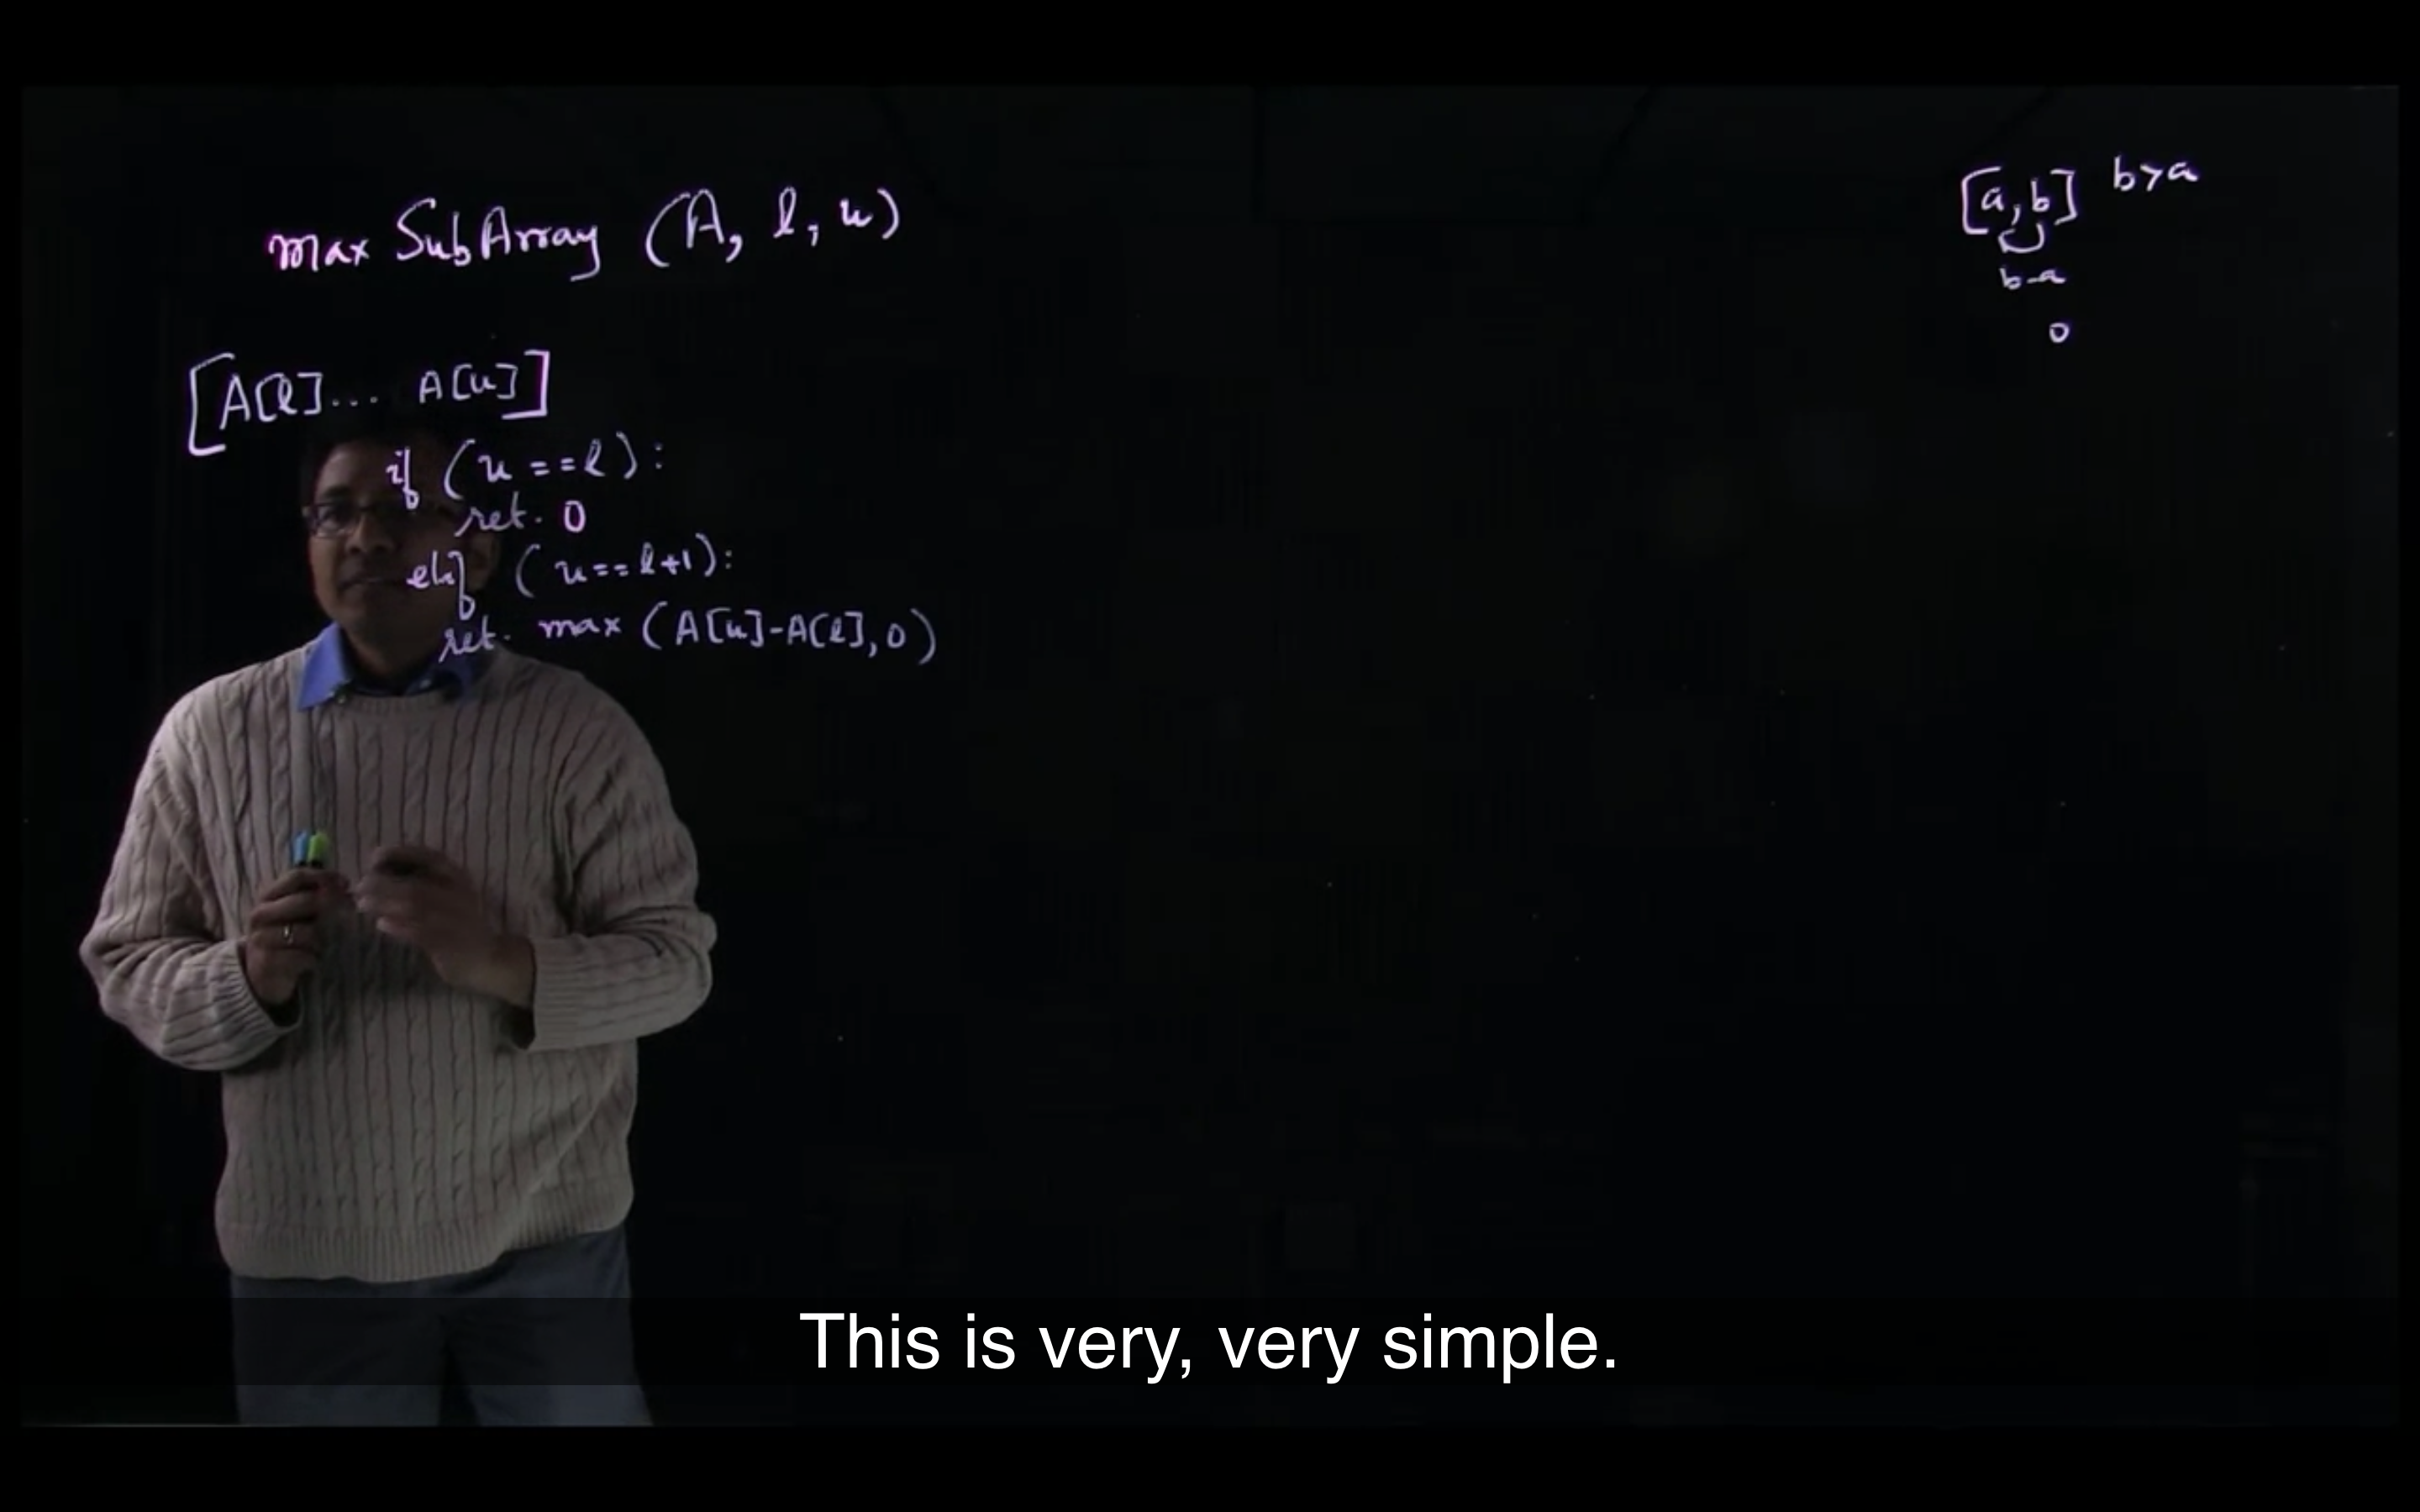 max SubArray (A, l, u)
[A[l]... A[u]]
if (u == l):
ret. 0
elif (u == l+1):
ret. max (A[u]-A[l], 0)
[a, b] b>a
b-a
0
This is very, very simple.